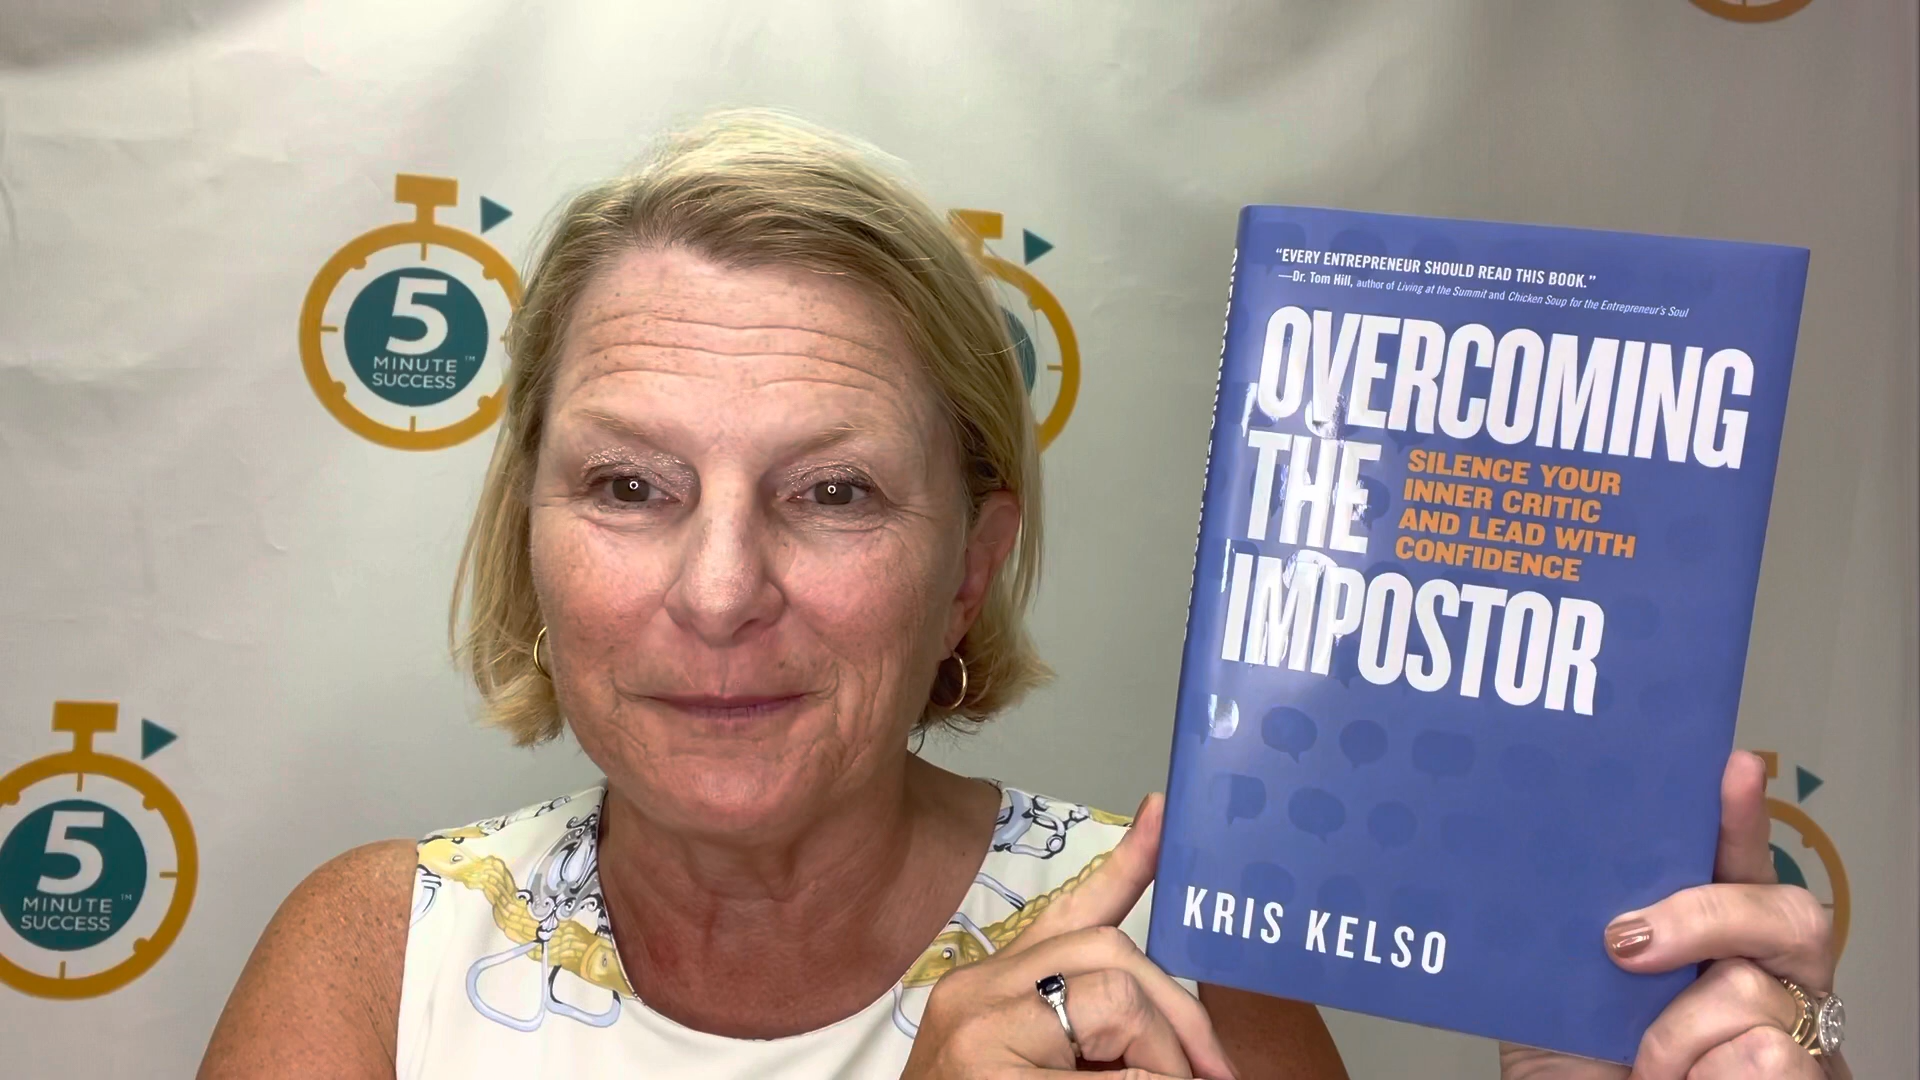 5
MINUTE
SUCCESS™
5
MINUTE
SUCCESS™
“EVERY ENTREPRENEUR SHOULD READ THIS BOOK.”
—Dr. Tom Hill, author of Living at the Summit and Chicken Soup for the Entrepreneur's Soul
OVERCOMING
THE
IMPOSTOR
SILENCE YOUR
INNER CRITIC
AND LEAD WITH
CONFIDENCE
KRIS KELSO